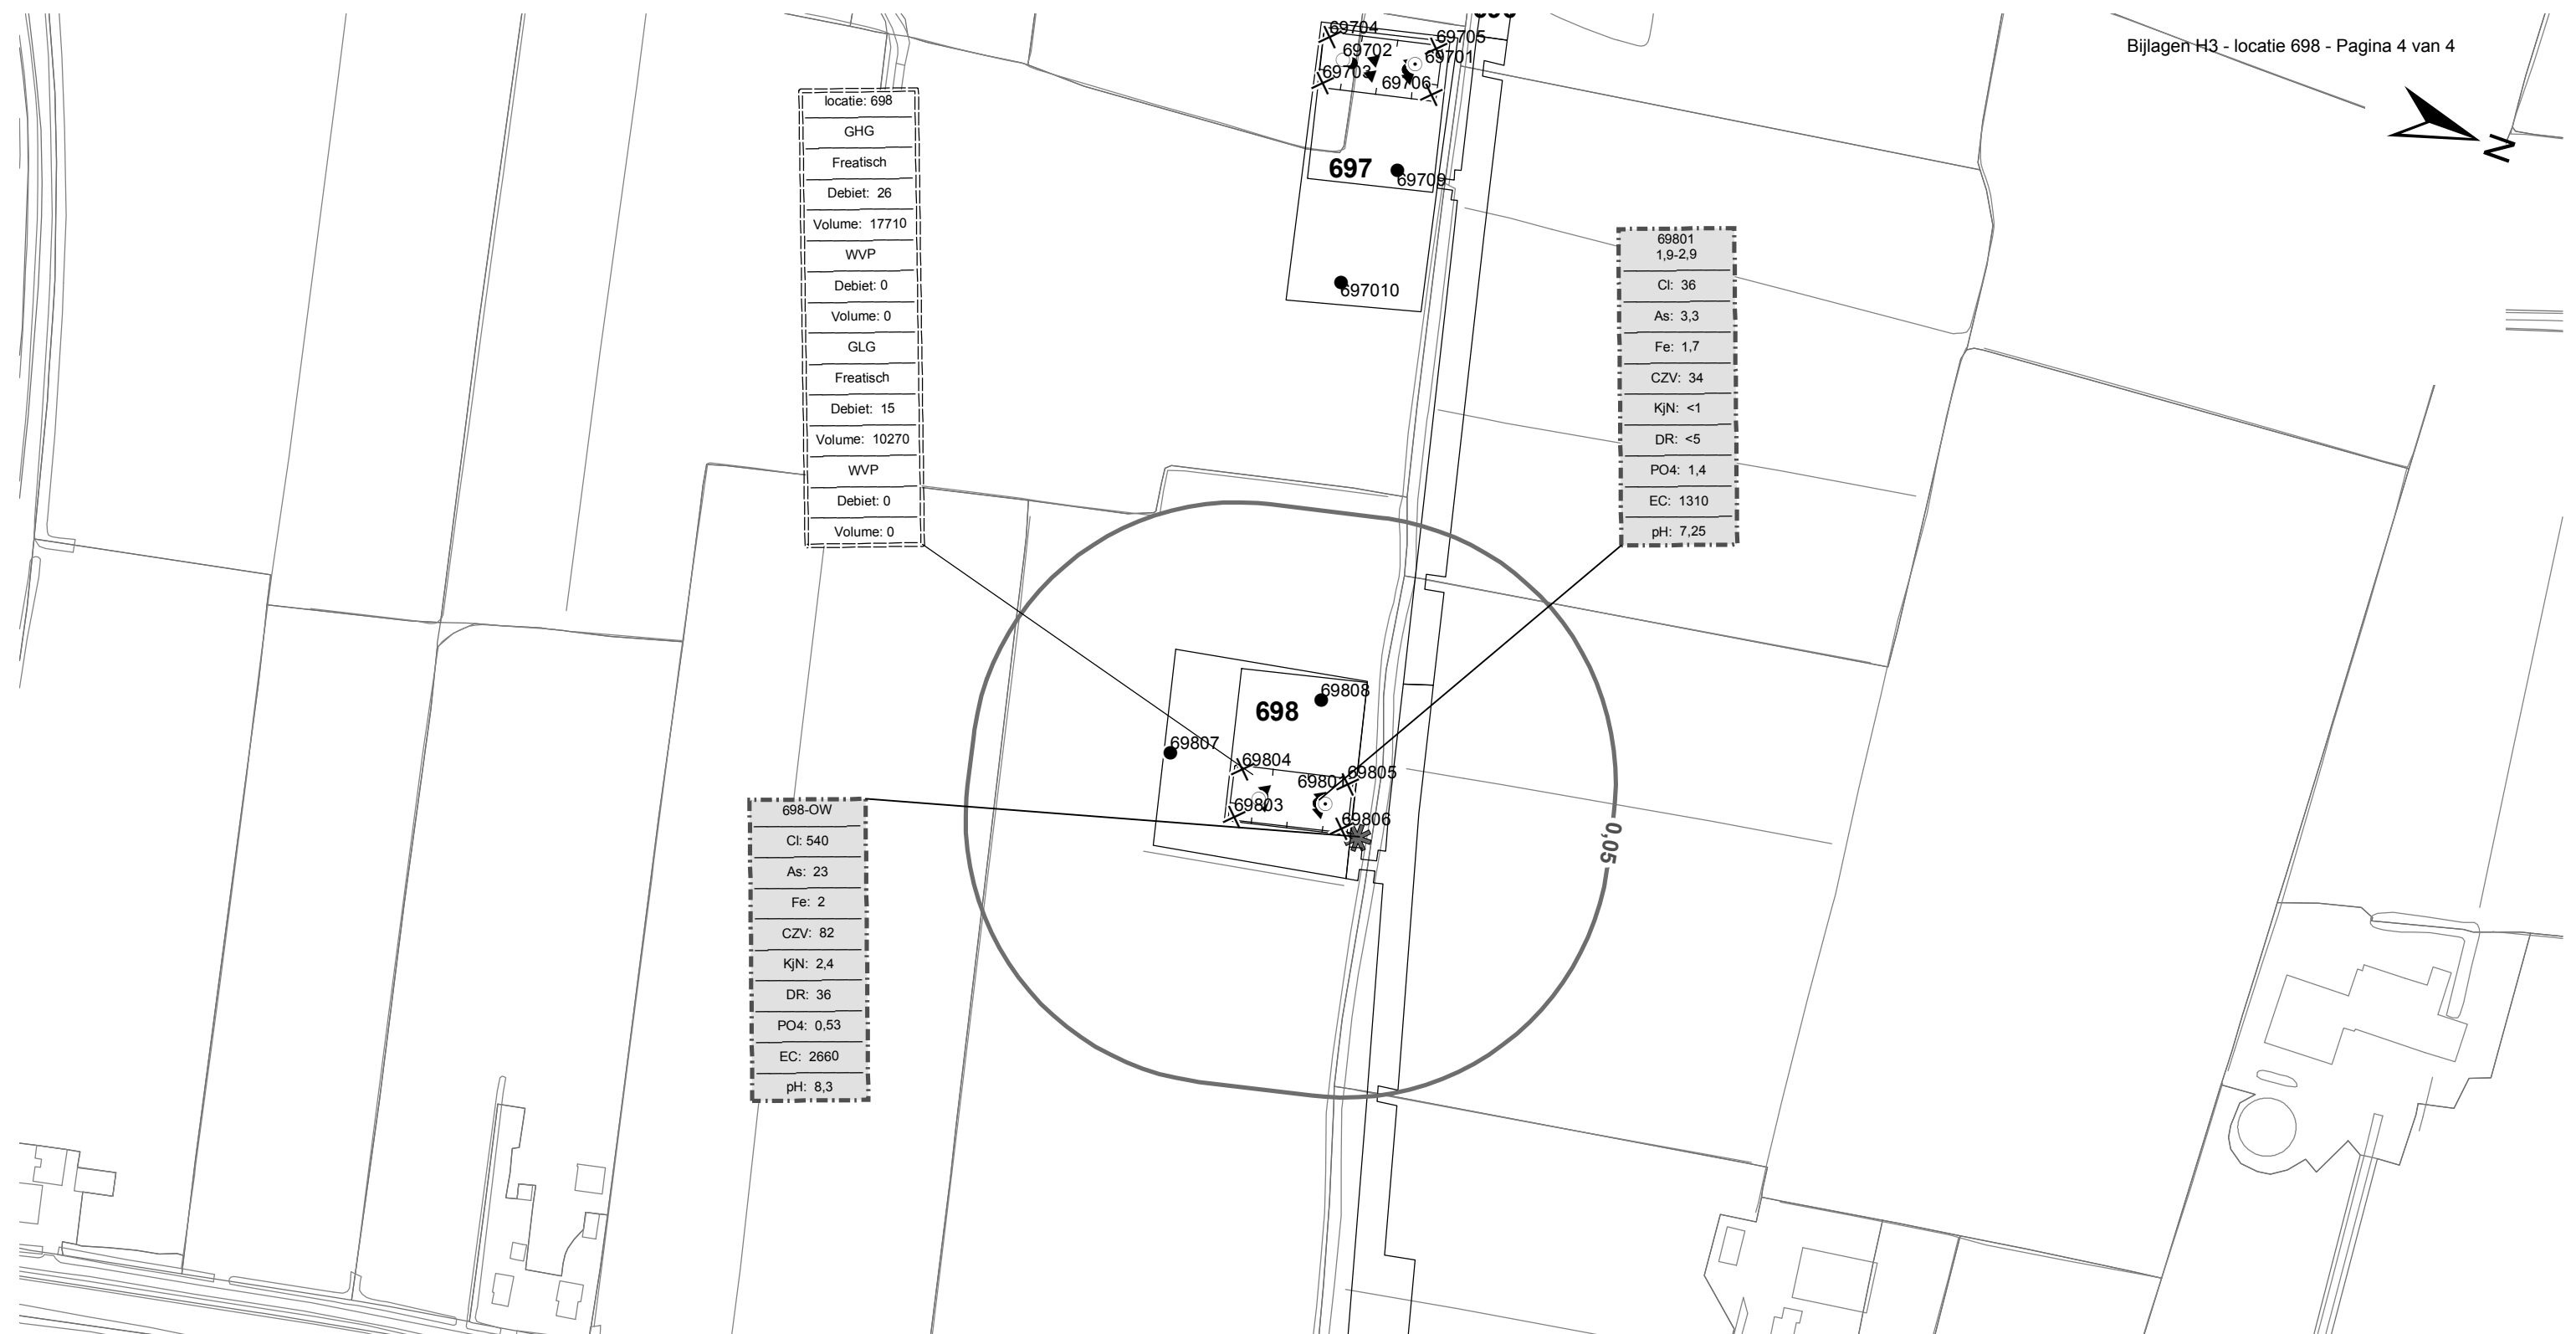 Bijlagen H3 - locatie 698 - Pagina 4 van 4
N
69704
69705
69702
69701
69703
69706
697
69709
697010
locatie: 698
GHG
Freatisch
Debiet: 26
Volume: 17710
WVP
Debiet: 0
Volume: 0
GLG
Freatisch
Debiet: 15
Volume: 10270
WVP
Debiet: 0
Volume: 0
69801
1,9-2,9
Cl: 36
As: 3,3
Fe: 1,7
CZV: 34
KjN: <1
DR: <5
PO4: 1,4
EC: 1310
pH: 7,25
69808
698
69807
69804
69805
69801
69803
69806
0,05
698-OW
Cl: 540
As: 23
Fe: 2
CZV: 82
KjN: 2,4
DR: 36
PO4: 0,53
EC: 2660
pH: 8,3